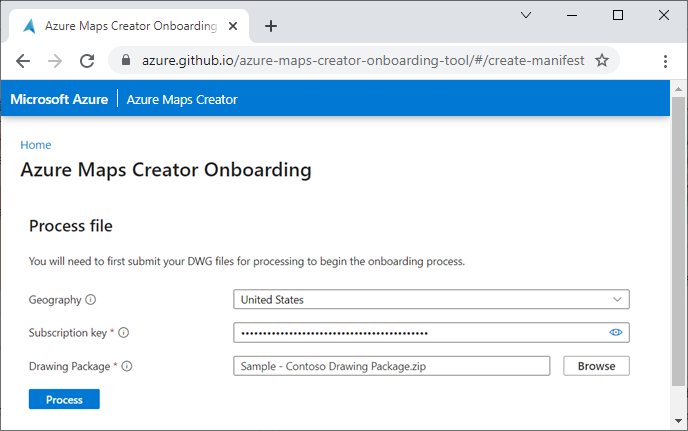 Azure Maps Creator Onboarding
azure.github.io/azure-maps-creator-onboarding-tool/#/create-manifest
Microsoft Azure | Azure Maps Creator
Home
Azure Maps Creator Onboarding
Process file
You will need to first submit your DWG files for processing to begin the onboarding process.
Geography United States
Subscription key * ••••••••••••••••••••••••••••••••••••••••••••
Drawing Package * Sample - Contoso Drawing Package.zip Browse
Process